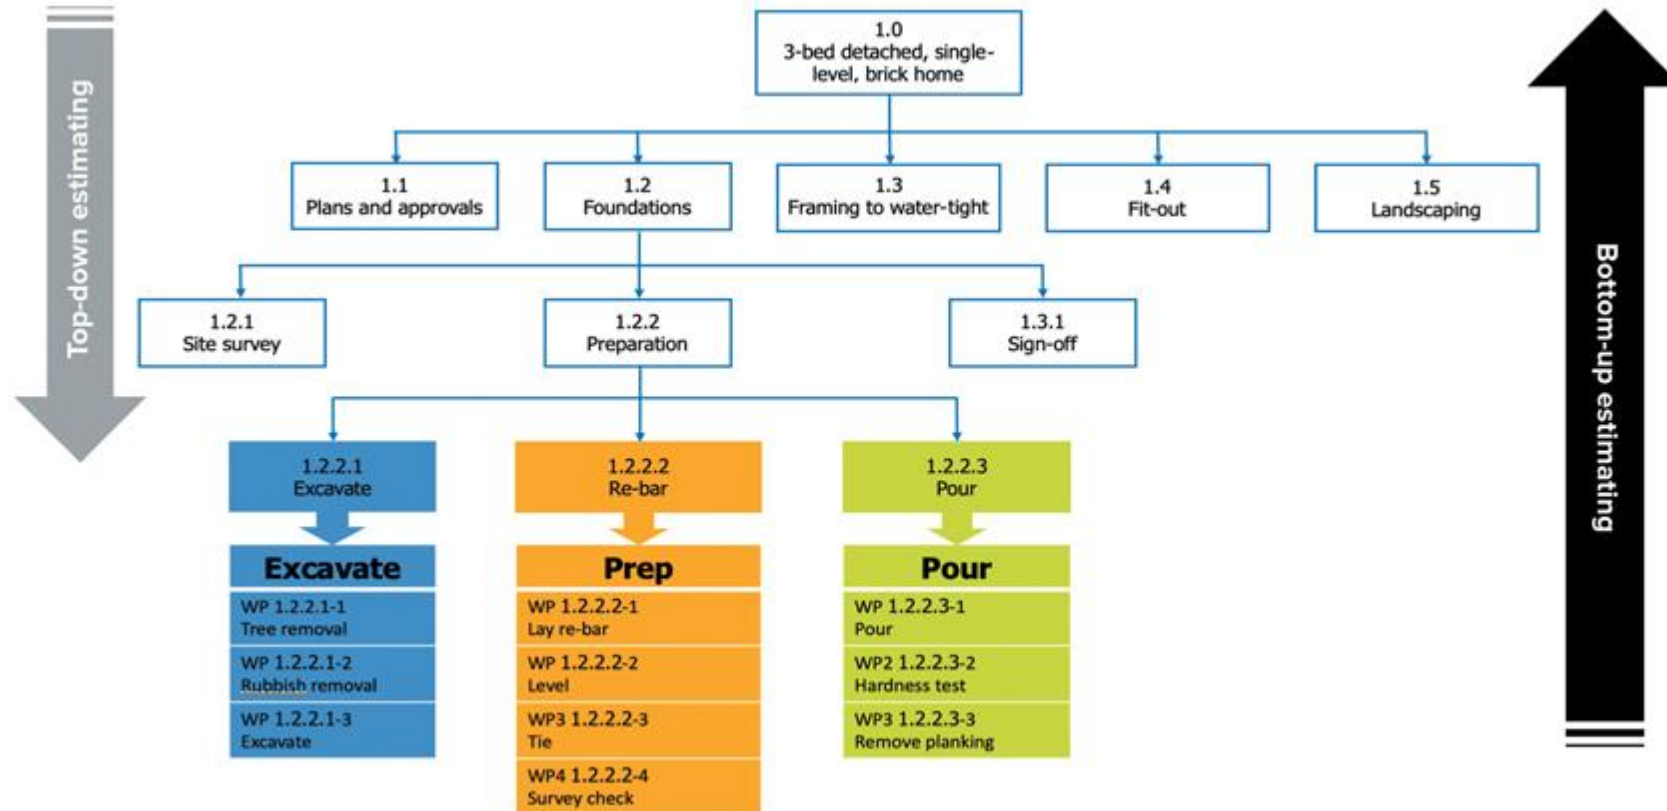 Top-down estimating
1.0
3-bed detached, single-
level, brick home
1.1
Plans and approvals
1.2
Foundations
1.3
Framing to water-tight
1.4
Fit-out
1.5
Landscaping
1.2.1
Site survey
1.2.2
Preparation
1.3.1
Sign-off
1.2.2.1
Excavate
1.2.2.2
Re-bar
1.2.2.3
Pour
Excavate
WP 1.2.2.1-1
Tree removal
WP 1.2.2.1-2
Rubbish removal
WP 1.2.2.1-3
Excavate
Prep
WP 1.2.2.2-1
Lay re-bar
WP 1.2.2.2-2
Level
WP3 1.2.2.2-3
Tie
WP4 1.2.2.2-4
Survey check
Pour
WP 1.2.2.3-1
Pour
WP2 1.2.2.3-2
Hardness test
WP3 1.2.2.3-3
Remove planking
Bottom-up estimating